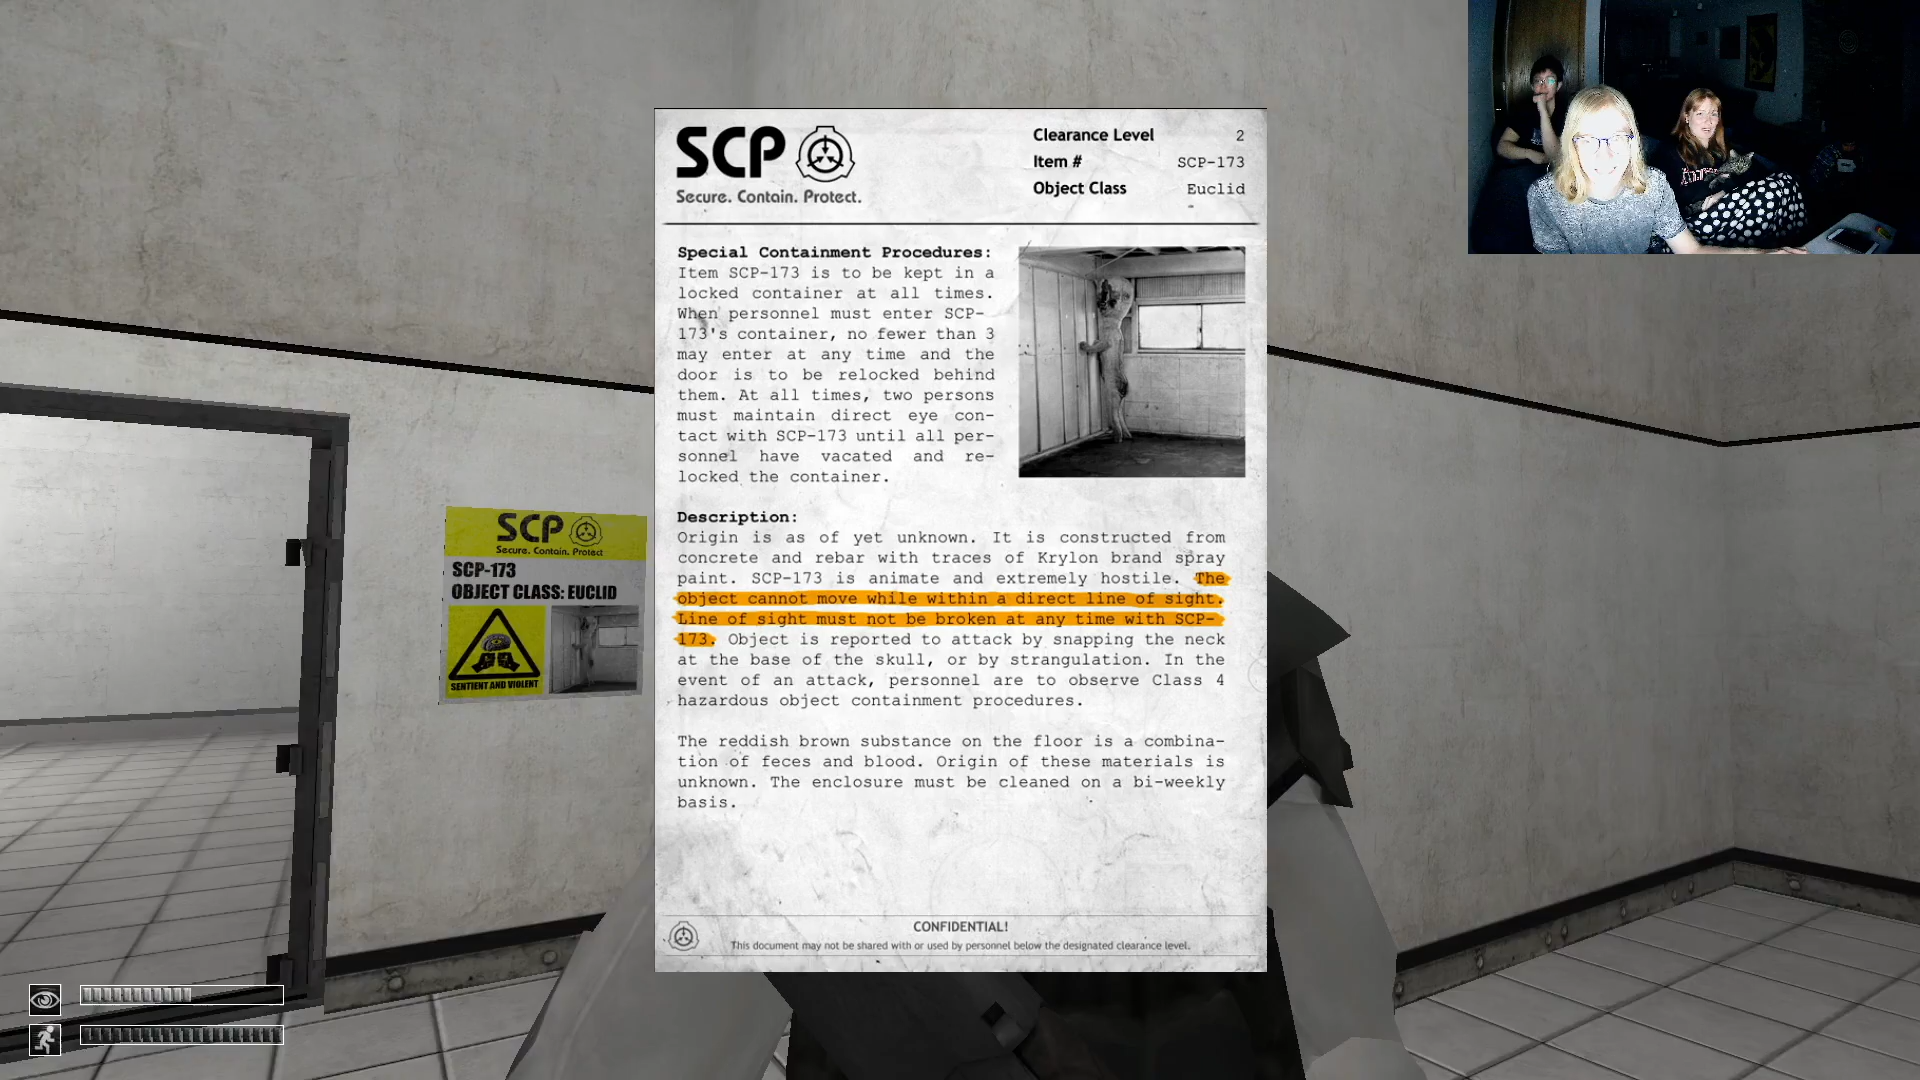 SCP
Secure. Contain. Protect.
Clearance Level 2
Item # SCP-173
Object Class Euclid
Special Containment Procedures:
Item SCP-173 is to be kept in a
locked container at all times.
When personnel must enter SCP-
173's container, no fewer than 3
may enter at any time and the
door is to be relocked behind
them. At all times, two persons
must maintain direct eye con-
tact with SCP-173 until all per-
sonnel have vacated and re-
locked the container.
Description:
Origin is as of yet unknown. It is constructed from
concrete and rebar with traces of Krylon brand spray
paint. SCP-173 is animate and extremely hostile. The
object cannot move while within a direct line of sight.
Line of sight must not be broken at any time with SCP-
173. Object is reported to attack by snapping the neck
at the base of the skull, or by strangulation. In the
event of an attack, personnel are to observe Class 4
hazardous object containment procedures.
The reddish brown substance on the floor is a combina-
tion of feces and blood. Origin of these materials is
unknown. The enclosure must be cleaned on a bi-weekly
basis.
CONFIDENTIAL!
This document may not be shared with or used by personnel below the designated clearance level.
SCP
Secure. Contain. Protect
SCP-173
OBJECT CLASS: EUCLID
SENTIENT AND VIOLENT